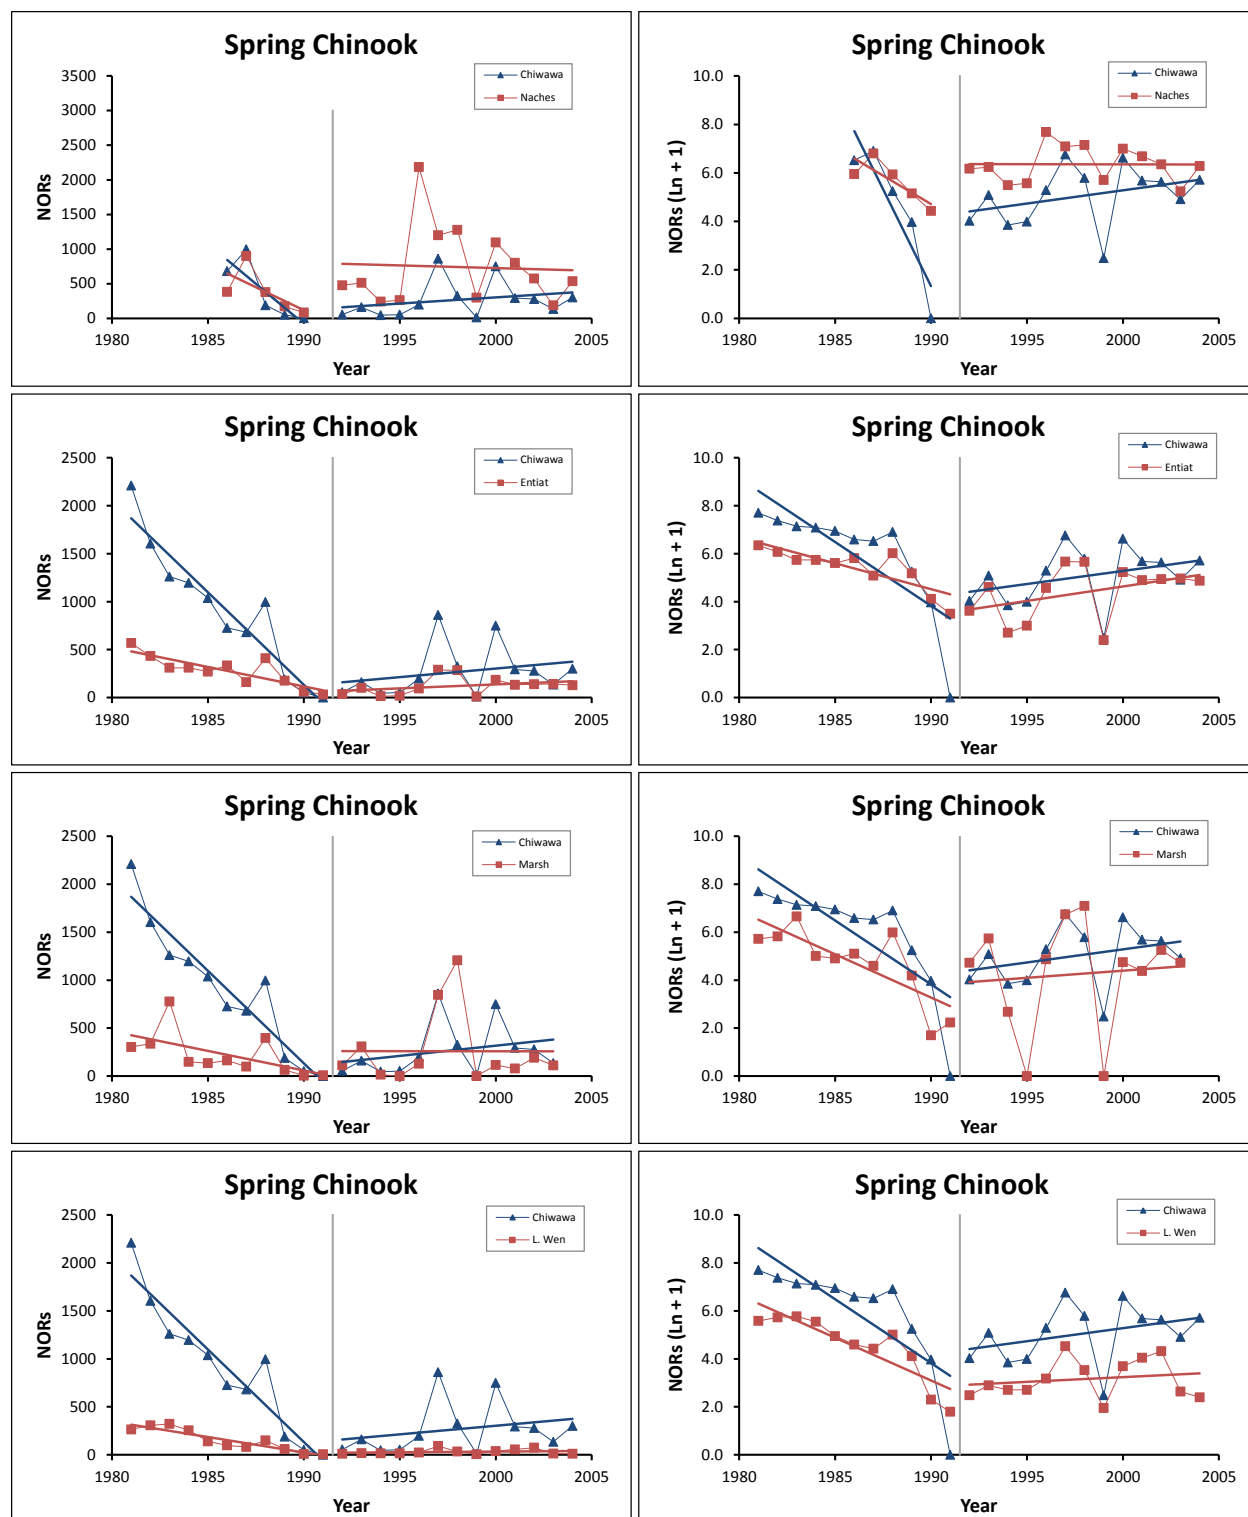 Spring Chinook
Chiwawa
Naches
NORs
3500
3000
2500
2000
1500
1000
500
0
1980 1985 1990 1995 2000 2005
Year
Spring Chinook
Chiwawa
Naches
NORs (Ln + 1)
10.0
8.0
6.0
4.0
2.0
0.0
1980 1985 1990 1995 2000 2005
Year
Spring Chinook
Chiwawa
Entiat
NORs
2500
2000
1500
1000
500
0
1980 1985 1990 1995 2000 2005
Year
Spring Chinook
Chiwawa
Entiat
NORs (Ln + 1)
10.0
8.0
6.0
4.0
2.0
0.0
1980 1985 1990 1995 2000 2005
Year
Spring Chinook
Chiwawa
Marsh
NORs
2500
2000
1500
1000
500
0
1980 1985 1990 1995 2000 2005
Year
Spring Chinook
Chiwawa
Marsh
NORs (Ln + 1)
10.0
8.0
6.0
4.0
2.0
0.0
1980 1985 1990 1995 2000 2005
Year
Spring Chinook
Chiwawa
L. Wen
NORs
2500
2000
1500
1000
500
0
1980 1985 1990 1995 2000 2005
Year
Spring Chinook
Chiwawa
L. Wen
NORs (Ln + 1)
10.0
8.0
6.0
4.0
2.0
0.0
1980 1985 1990 1995 2000 2005
Year